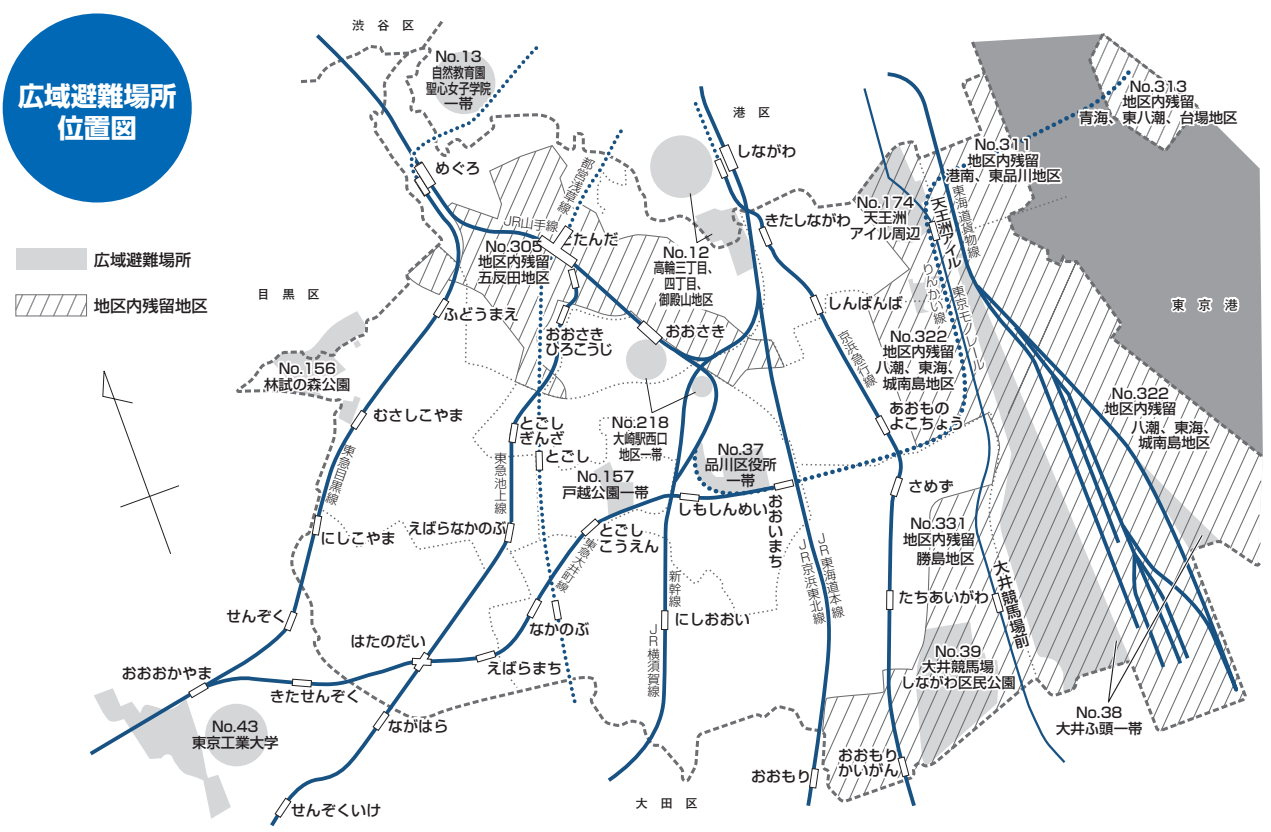 広域避難場所
位置図
広域避難場所
地区内残留地区
渋谷区
港区
目黒区
東京港
大田区
No.13
自然教育園
聖心女子学院
一帯
No.313
地区内残留
青海、東八潮、台場地区
No.311
地区内残留
港南、東品川地区
No.174
天王洲
アイル周辺
No.12
高輪三丁目、
四丁目、
御殿山地区
No.305
地区内残留
五反田地区
No.322
地区内残留
八潮、東海、
城南島地区
No.322
地区内残留
八潮、東海、
城南島地区
No.156
林試の森公園
No.218
大崎駅西口
地区一帯
No.37
品川区役所
一帯
No.157
戸越公園一帯
No.331
地区内残留
勝島地区
No.39
大井競馬場
しながわ区民公園
No.38
大井ふ頭一帯
No.43
東京工業大学
めぐろ
しながわ
きたしながわ
天王洲アイル
ごたんだ
ふどうまえ
おおさき
ひろこうじ
おおさき
しんばんば
むさしこやま
とごし
ぎんざ
とごし
あおもの
よこちょう
さめず
しもしんめい
おおいまち
にしこやま
えばらなかのぶ
とごし
こうえん
たちあいがわ
大井競馬場前
せんぞく
はたのだい
なかのぶ
にしおおい
おおおかやま
きたせんぞく
えばらまち
ながはら
せんぞくいけ
おおもり
おおもり
かいがん
都営浅草線
JR山手線
東海道貨物線
りんかい線
東京モノレール
京浜急行線
東急目黒線
東急池上線
東急大井町線
新幹線
JR横須賀線
JR東海道本線
JR京浜東北線